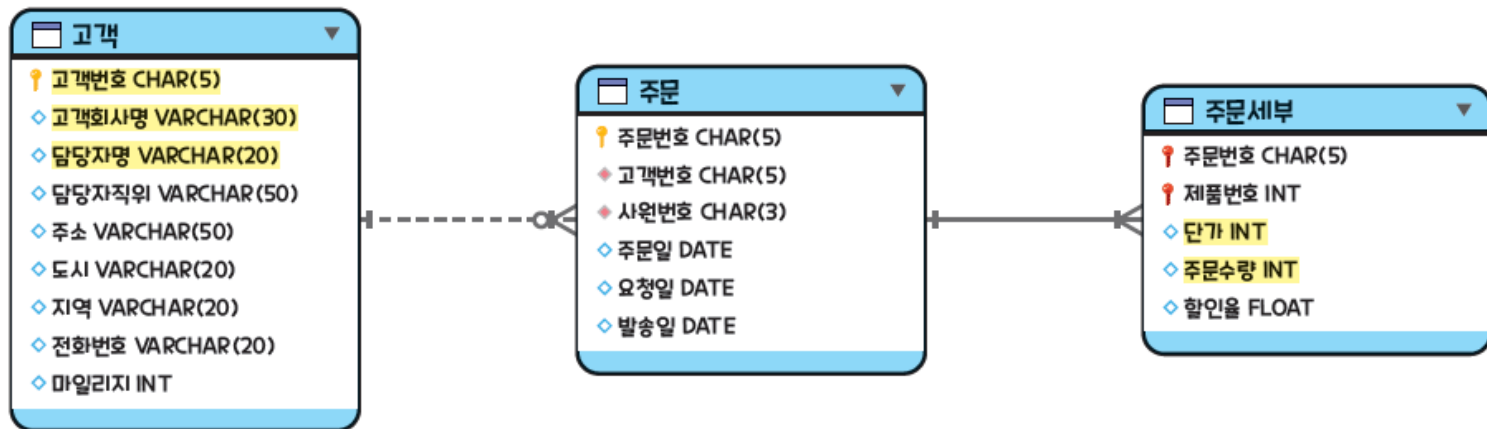 고객
고객번호 CHAR(5)
고객회사명 VARCHAR(30)
담당자명 VARCHAR(20)
담당자직위 VARCHAR(50)
주소 VARCHAR(50)
도시 VARCHAR(20)
지역 VARCHAR(20)
전화번호 VARCHAR(20)
마일리지 INT
주문
주문번호 CHAR(5)
고객번호 CHAR(5)
사원번호 CHAR(3)
주문일 DATE
요청일 DATE
발송일 DATE
주문세부
주문번호 CHAR(5)
제품번호 INT
단가 INT
주문수량 INT
할인율 FLOAT